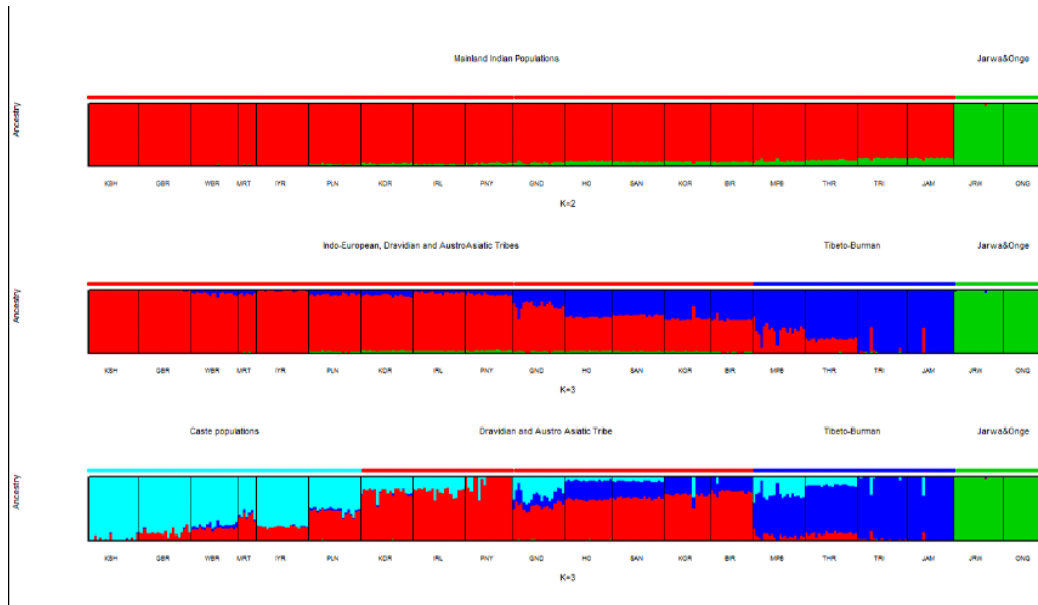 Mainland Indian Populations Jarwa&Onge
Ancestry
KSH GBR WBR MRT IYR PLN KDR IRL PNY GND HO SAN KOR BIR MPB THR TRI JAM JRW ONG
K=2
Indo-European, Dravidian and AustroAsiatic Tribes Tibeto-Burman Jarwa&Onge
Ancestry
KSH GBR WBR MRT IYR PLN KDR IRL PNY GND HO SAN KOR BIR MPB THR TRI JAM JRW ONG
K=3
Caste populations Dravidian and Austro Asiatic Tribe Tibeto-Burman Jarwa&Onge
Ancestry
KSH GBR WBR MRT IYR PLN KDR IRL PNY GND HO SAN KOR BIR MPB THR TRI JAM JRW ONG
K=3